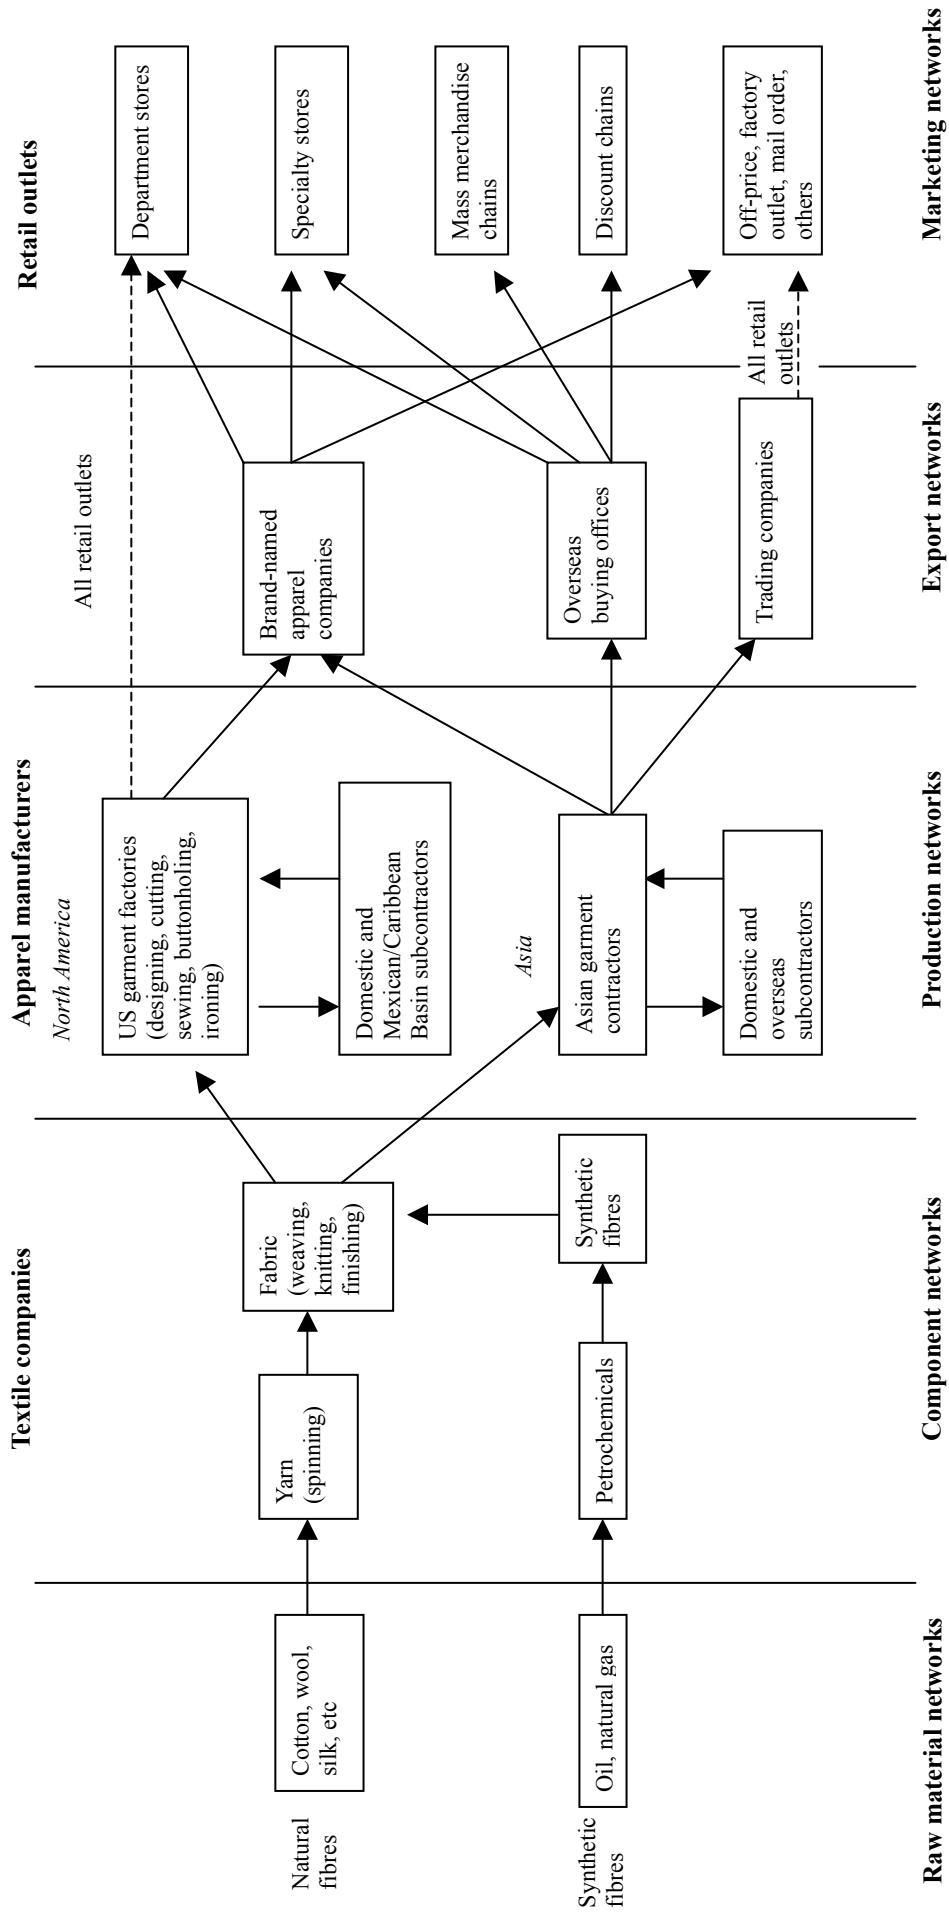 Textile companies
Apparel manufacturers
Retail outlets
North America
All retail outlets
Natural
fibres
Cotton, wool,
silk, etc
Yarn
(spinning)
Fabric
(weaving,
knitting,
finishing)
US garment factories
(designing, cutting,
sewing, buttonholing,
ironing)
Domestic and
Mexican/Caribbean
Basin subcontractors
Brand-named
apparel
companies
Department stores
Specialty stores
Mass merchandise
chains
Synthetic
fibres
Oil, natural gas
Petrochemicals
Synthetic
fibres
Asia
Asian garment
contractors
Domestic and
overseas
subcontractors
Overseas
buying offices
Trading companies
All retail
outlets
Discount chains
Off-price, factory
outlet, mail order,
others
Raw material networks
Component networks
Production networks
Export networks
Marketing networks